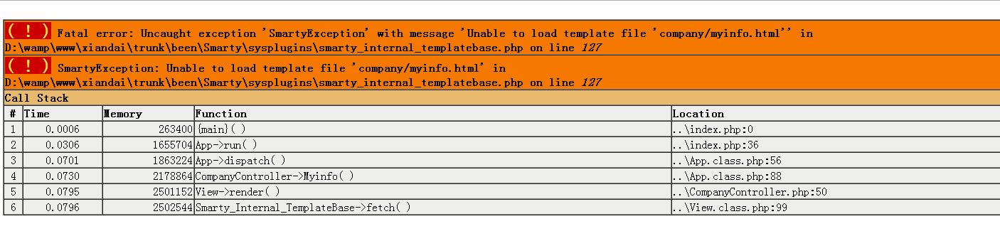 ( ! ) Fatal error: Uncaught exception 'SmartyException' with message 'Unable to load template file 'company/myinfo.html'' in
D:\wamp\www\xiandai\trunk\been\Smarty\sysplugins\smarty_internal_templatebase.php on line 127
( ! ) SmartyException: Unable to load template file 'company/myinfo.html' in
D:\wamp\www\xiandai\trunk\been\Smarty\sysplugins\smarty_internal_templatebase.php on line 127
Call Stack
# Time Memory Function Location
1 0.0006 263400 {main}( ) ..\index.php:0
2 0.0306 1655704 App->run( ) ..\index.php:36
3 0.0701 1863224 App->dispatch( ) ..\App.class.php:56
4 0.0730 2178864 CompanyController->Myinfo( ) ..\App.class.php:88
5 0.0795 2501152 View->render( ) ..\CompanyController.php:50
6 0.0796 2502544 Smarty_Internal_TemplateBase->fetch( ) ..\View.class.php:99